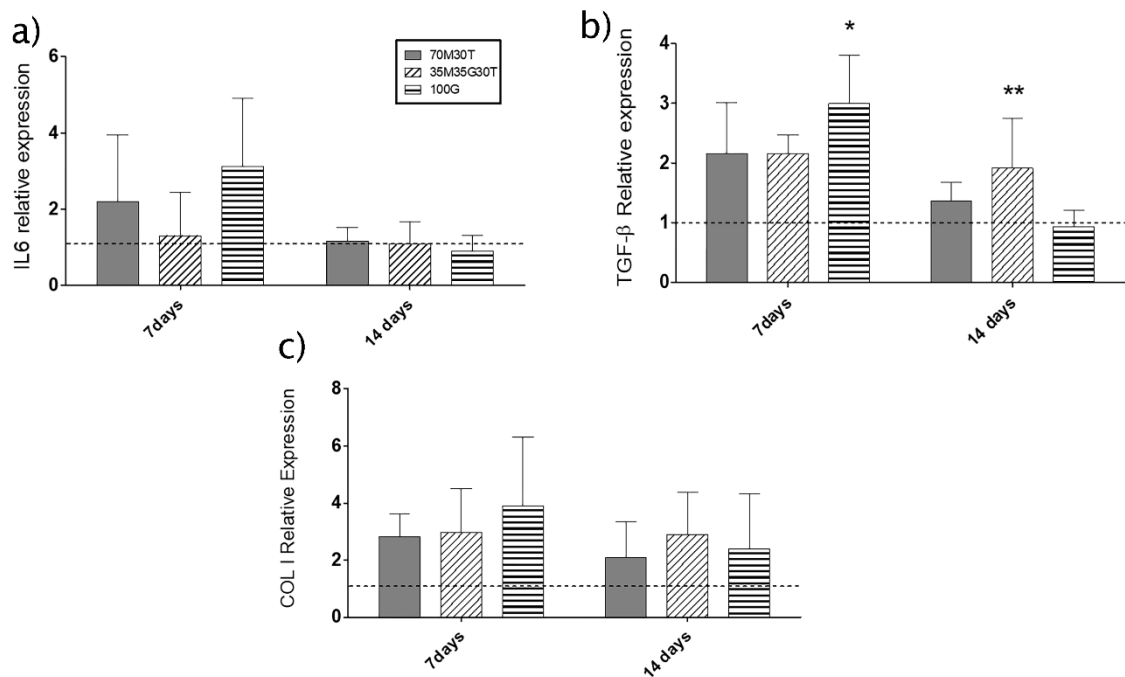 a)
IL6 relative expression
6
4
2
0
70M30T
35M35G30T
100G
7days
14 days
b)
TGF-β Relative expression
4
3
2
1
0
*
**
7days
14 days
c)
COL I Relative Expression
8
6
4
2
0
7days
14 days